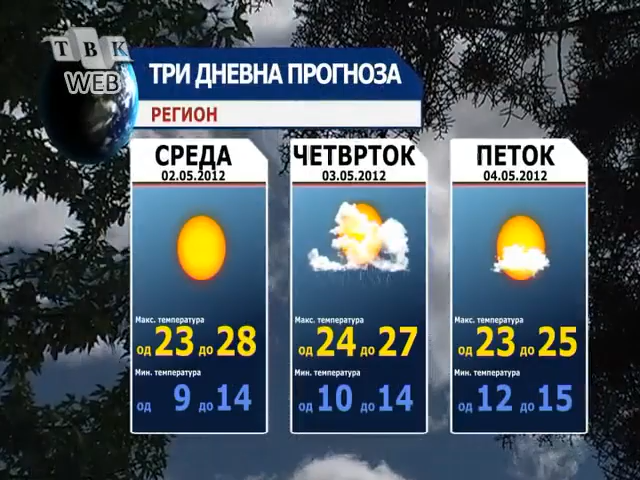 ТВК
WEB
ТРИ ДНЕВНА ПРОГНОЗА
РЕГИОН
СРЕДА
02.05.2012
Макс. температура
од 23 до 28
Мин. температура
од 9 до 14
ЧЕТВРТОК
03.05.2012
Макс. температура
од 24 до 27
Мин. температура
од 10 до 14
ПЕТОК
04.05.2012
Макс. температура
од 23 до 25
Мин. температура
од 12 до 15